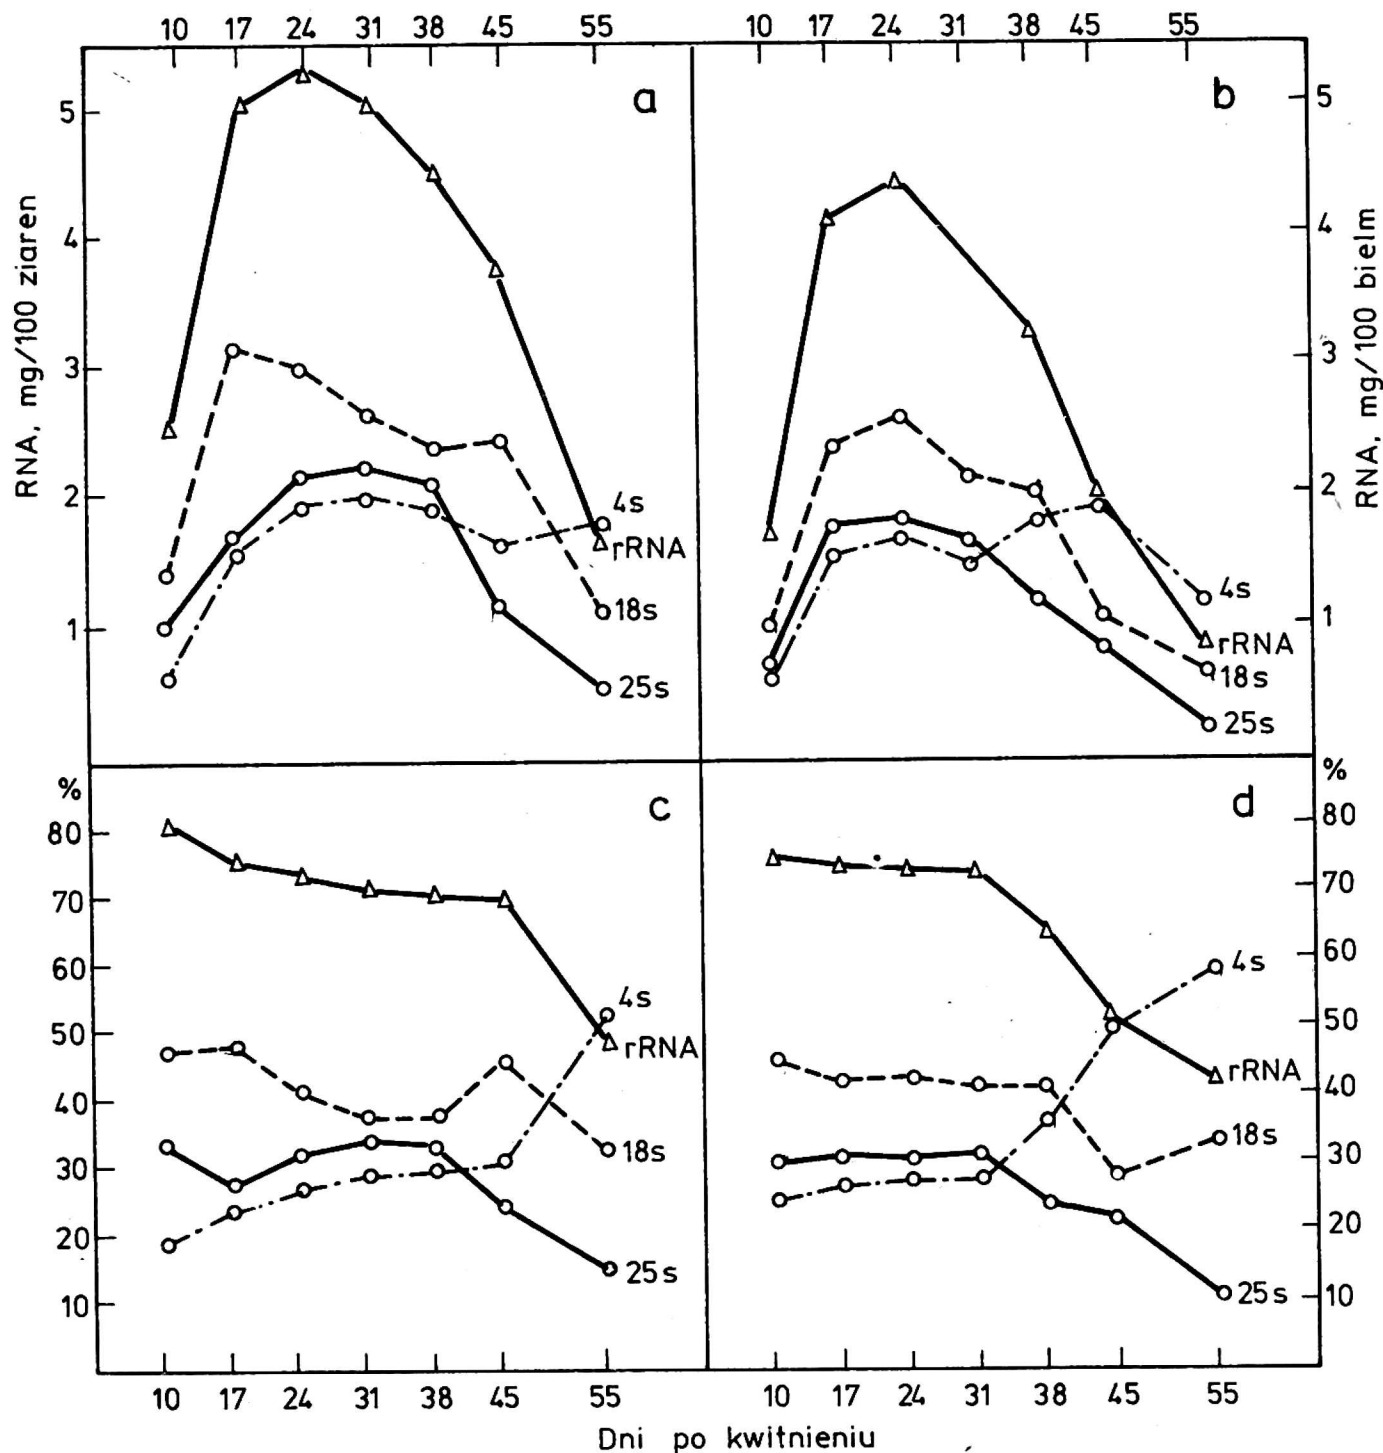 10 17 24 31 38 45 55 10 17 24 31 38 45 55
a
b
5
4
3
2
1
RNA, mg/100 ziaren
4s
rRNA
18s
25s
5
4
3
2
1
RNA, mg/100 bielm
4s
rRNA
18s
25s
%
c
80
70
60
50
40
30
20
10
4s
rRNA
18s
25s
%
d
80
70
60
50
40
30
20
10
4s
rRNA
18s
25s
10 17 24 31 38 45 55 10 17 24 31 38 45 55
Dni po kwitnieniu